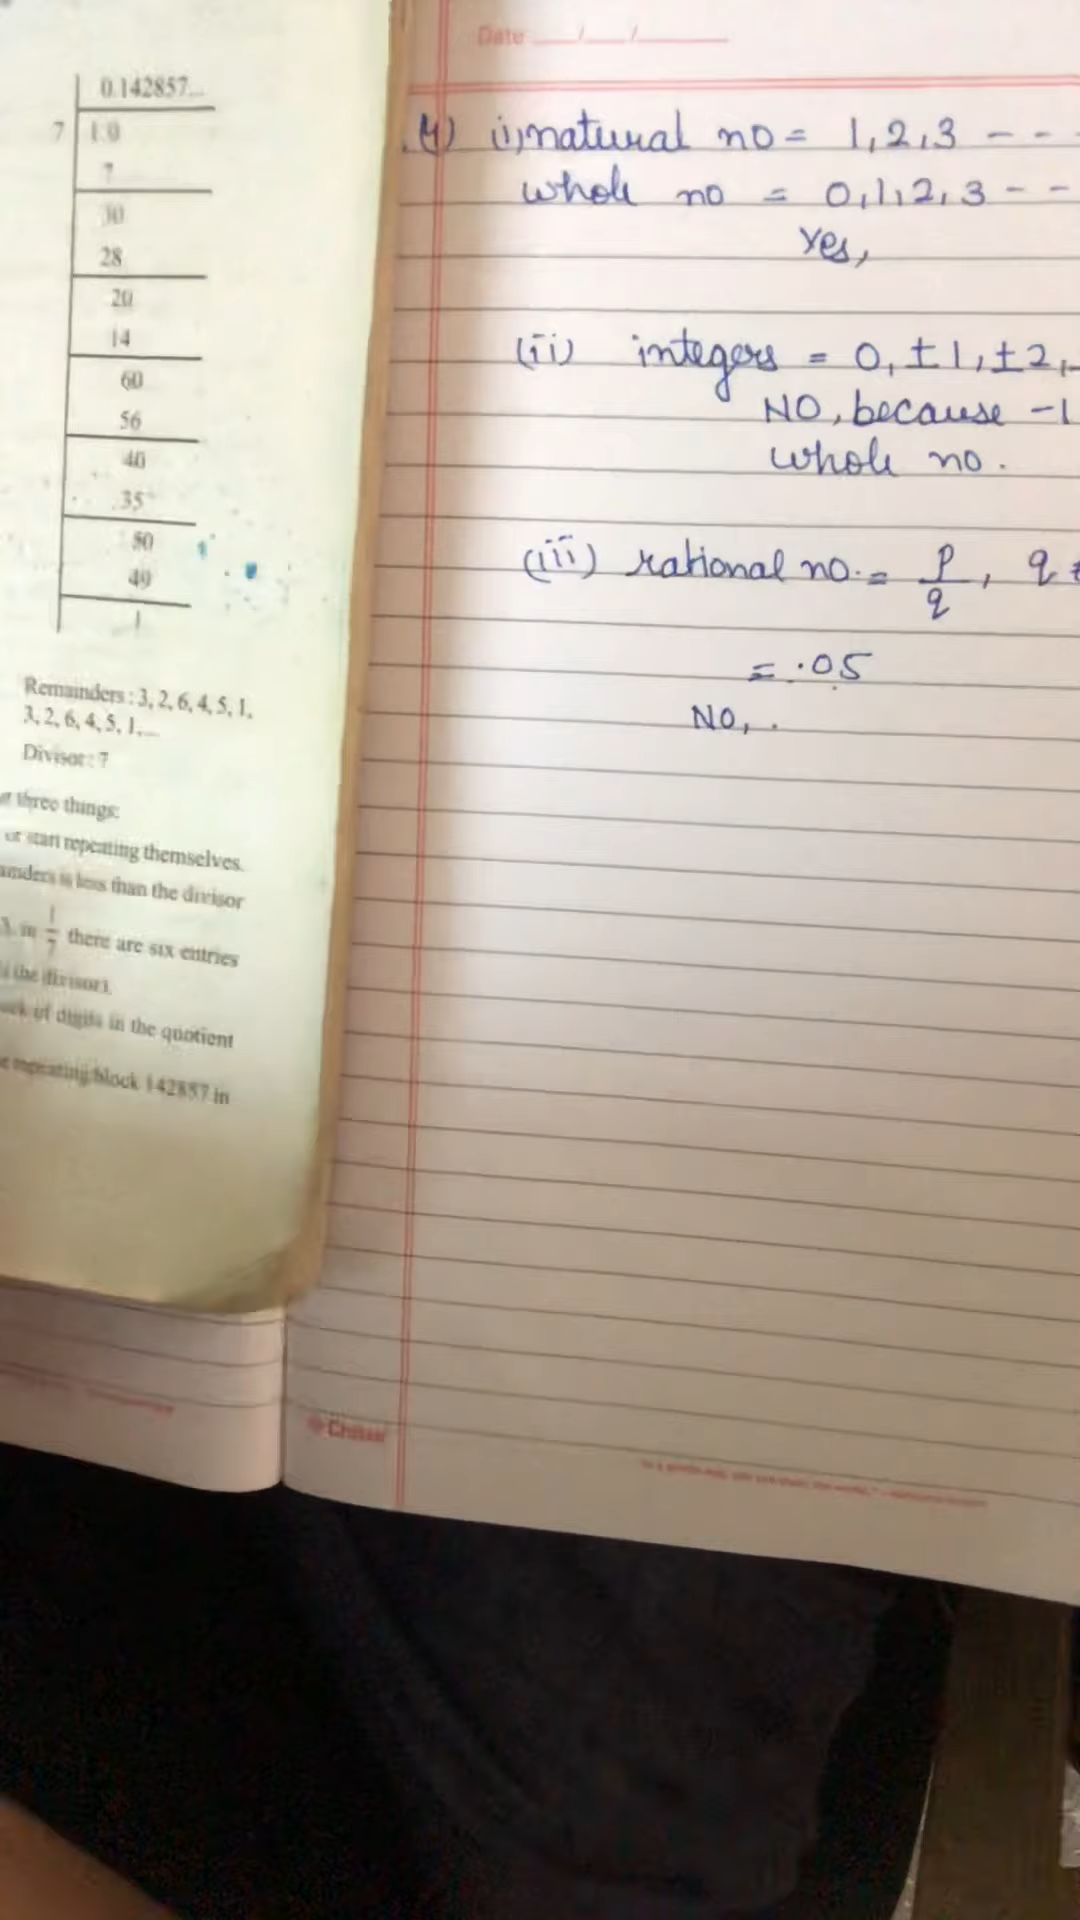 0.142857...
7 1.0
7
30
28
20
14
60
56
40
35
50
49
1
Remainders : 3, 2, 6, 4, 5, 1,
3, 2, 6, 4, 5, 1,...
Divisor : 7
three things:
or start repeating themselves.
is less than the divisor
in 1/7 there are six entries
the divisor).
of digits in the quotient
repeating block 142857 in
Date
4) (i) natural no = 1, 2, 3 - - -
whole no = 0, 1, 2, 3 - -
Yes,
(ii) integers = 0, ±1, ±2, -
NO, because -1
whole no.
(iii) rational no. = p/q, q
= .05
NO, .